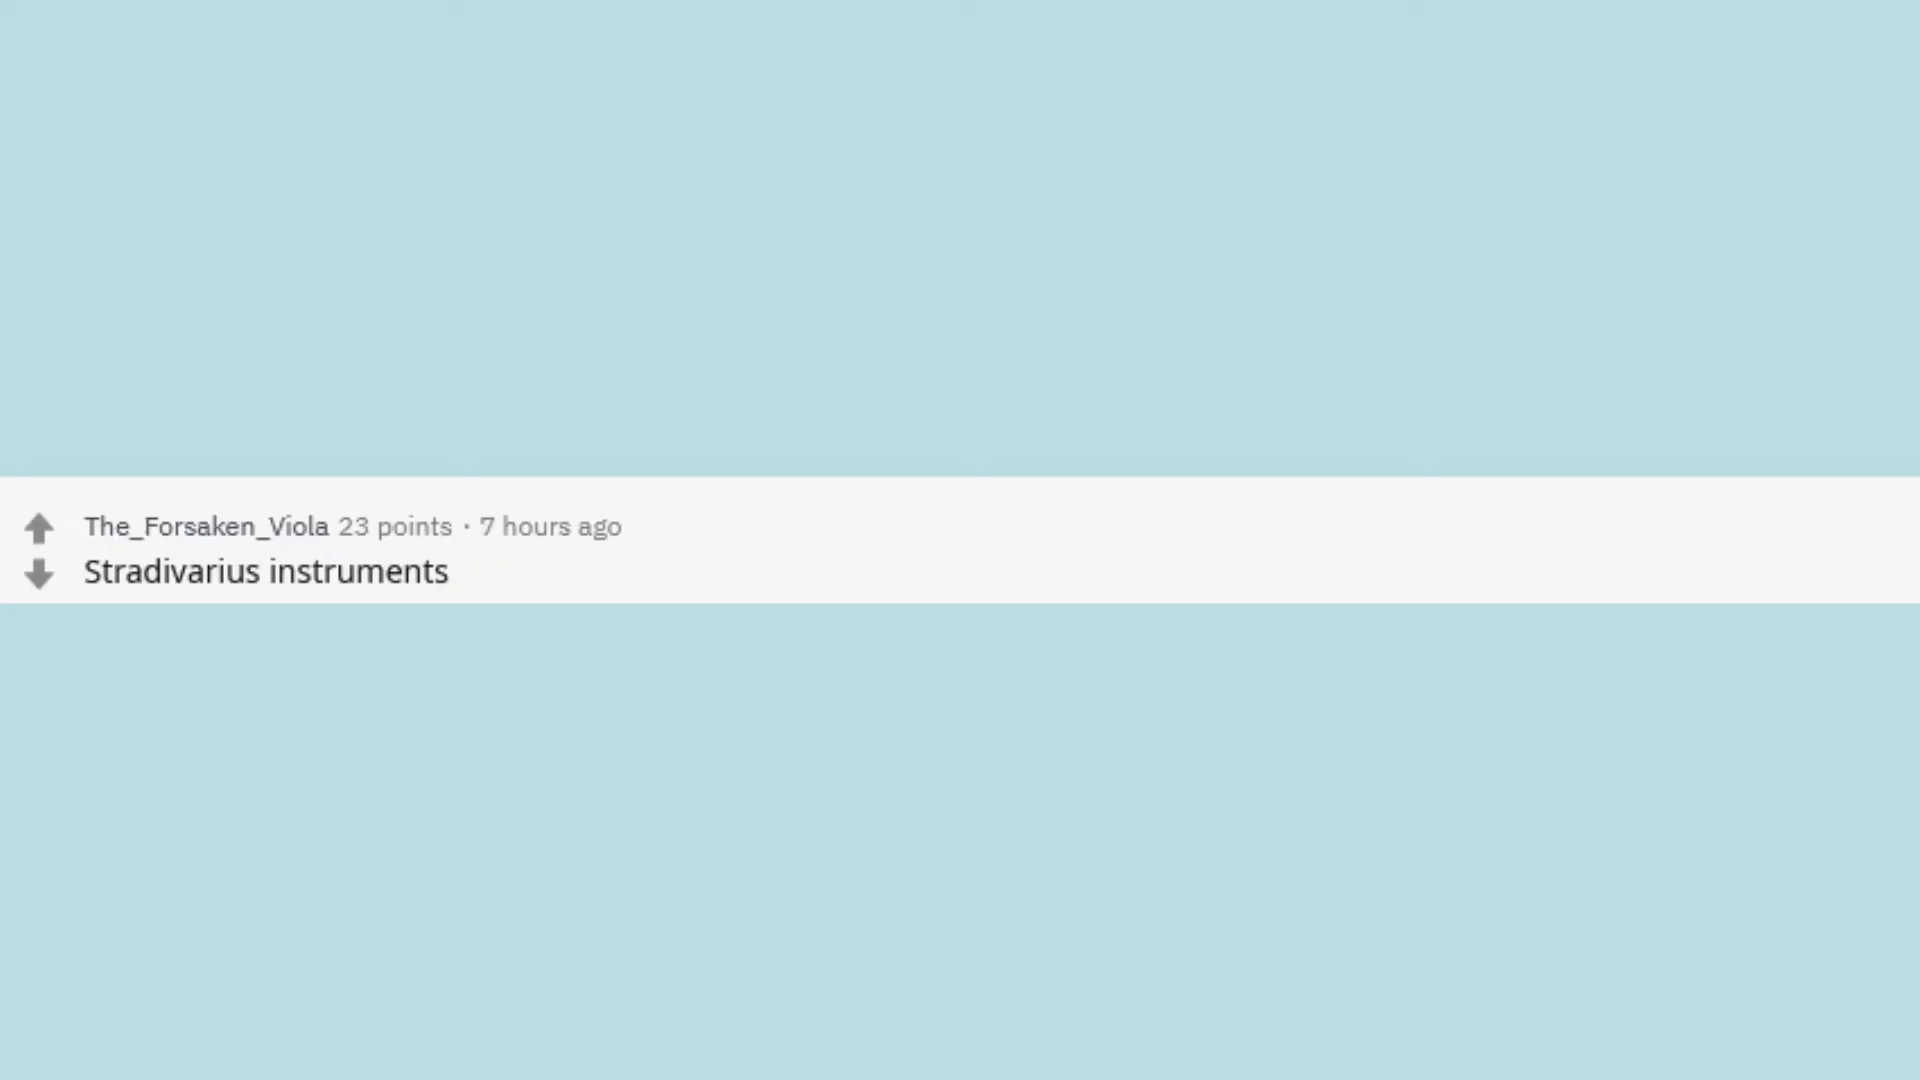 The_Forsaken_Viola 23 points · 7 hours ago
Stradivarius instruments